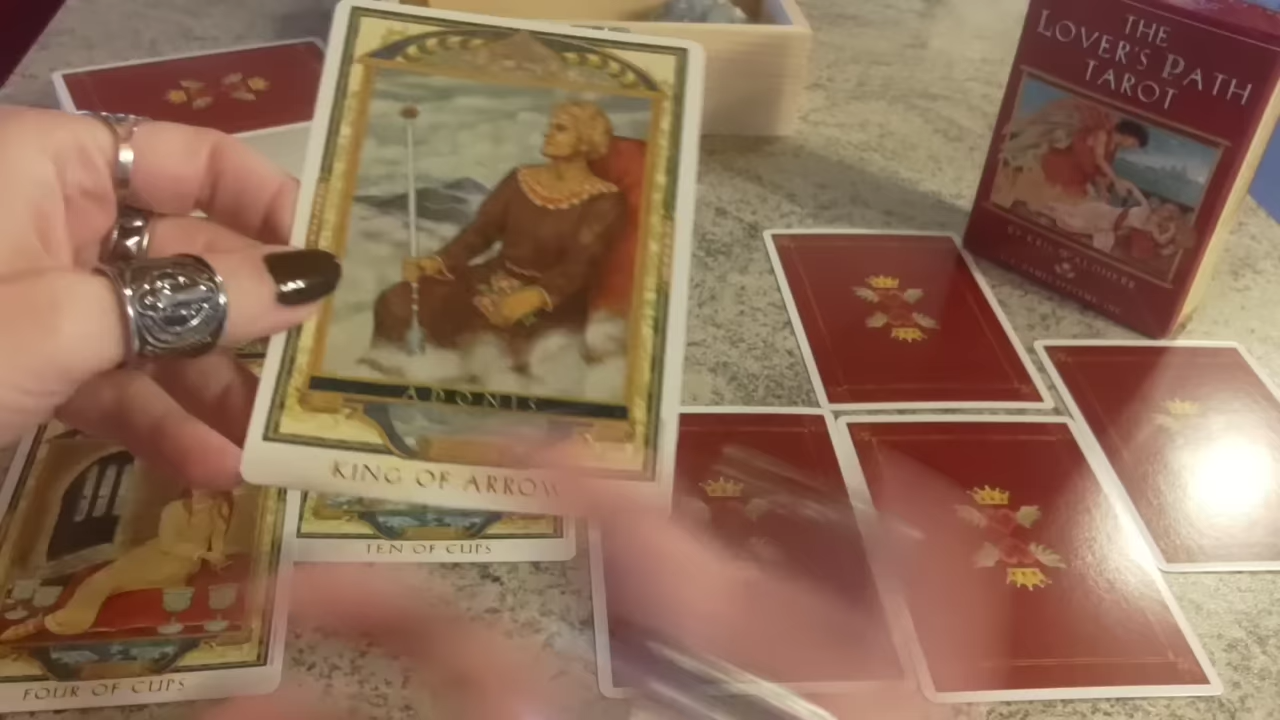 THE
LOVER'S PATH
TAROT
ADONIS
KING OF ARROW
TEN OF CUPS
FOUR OF CUPS